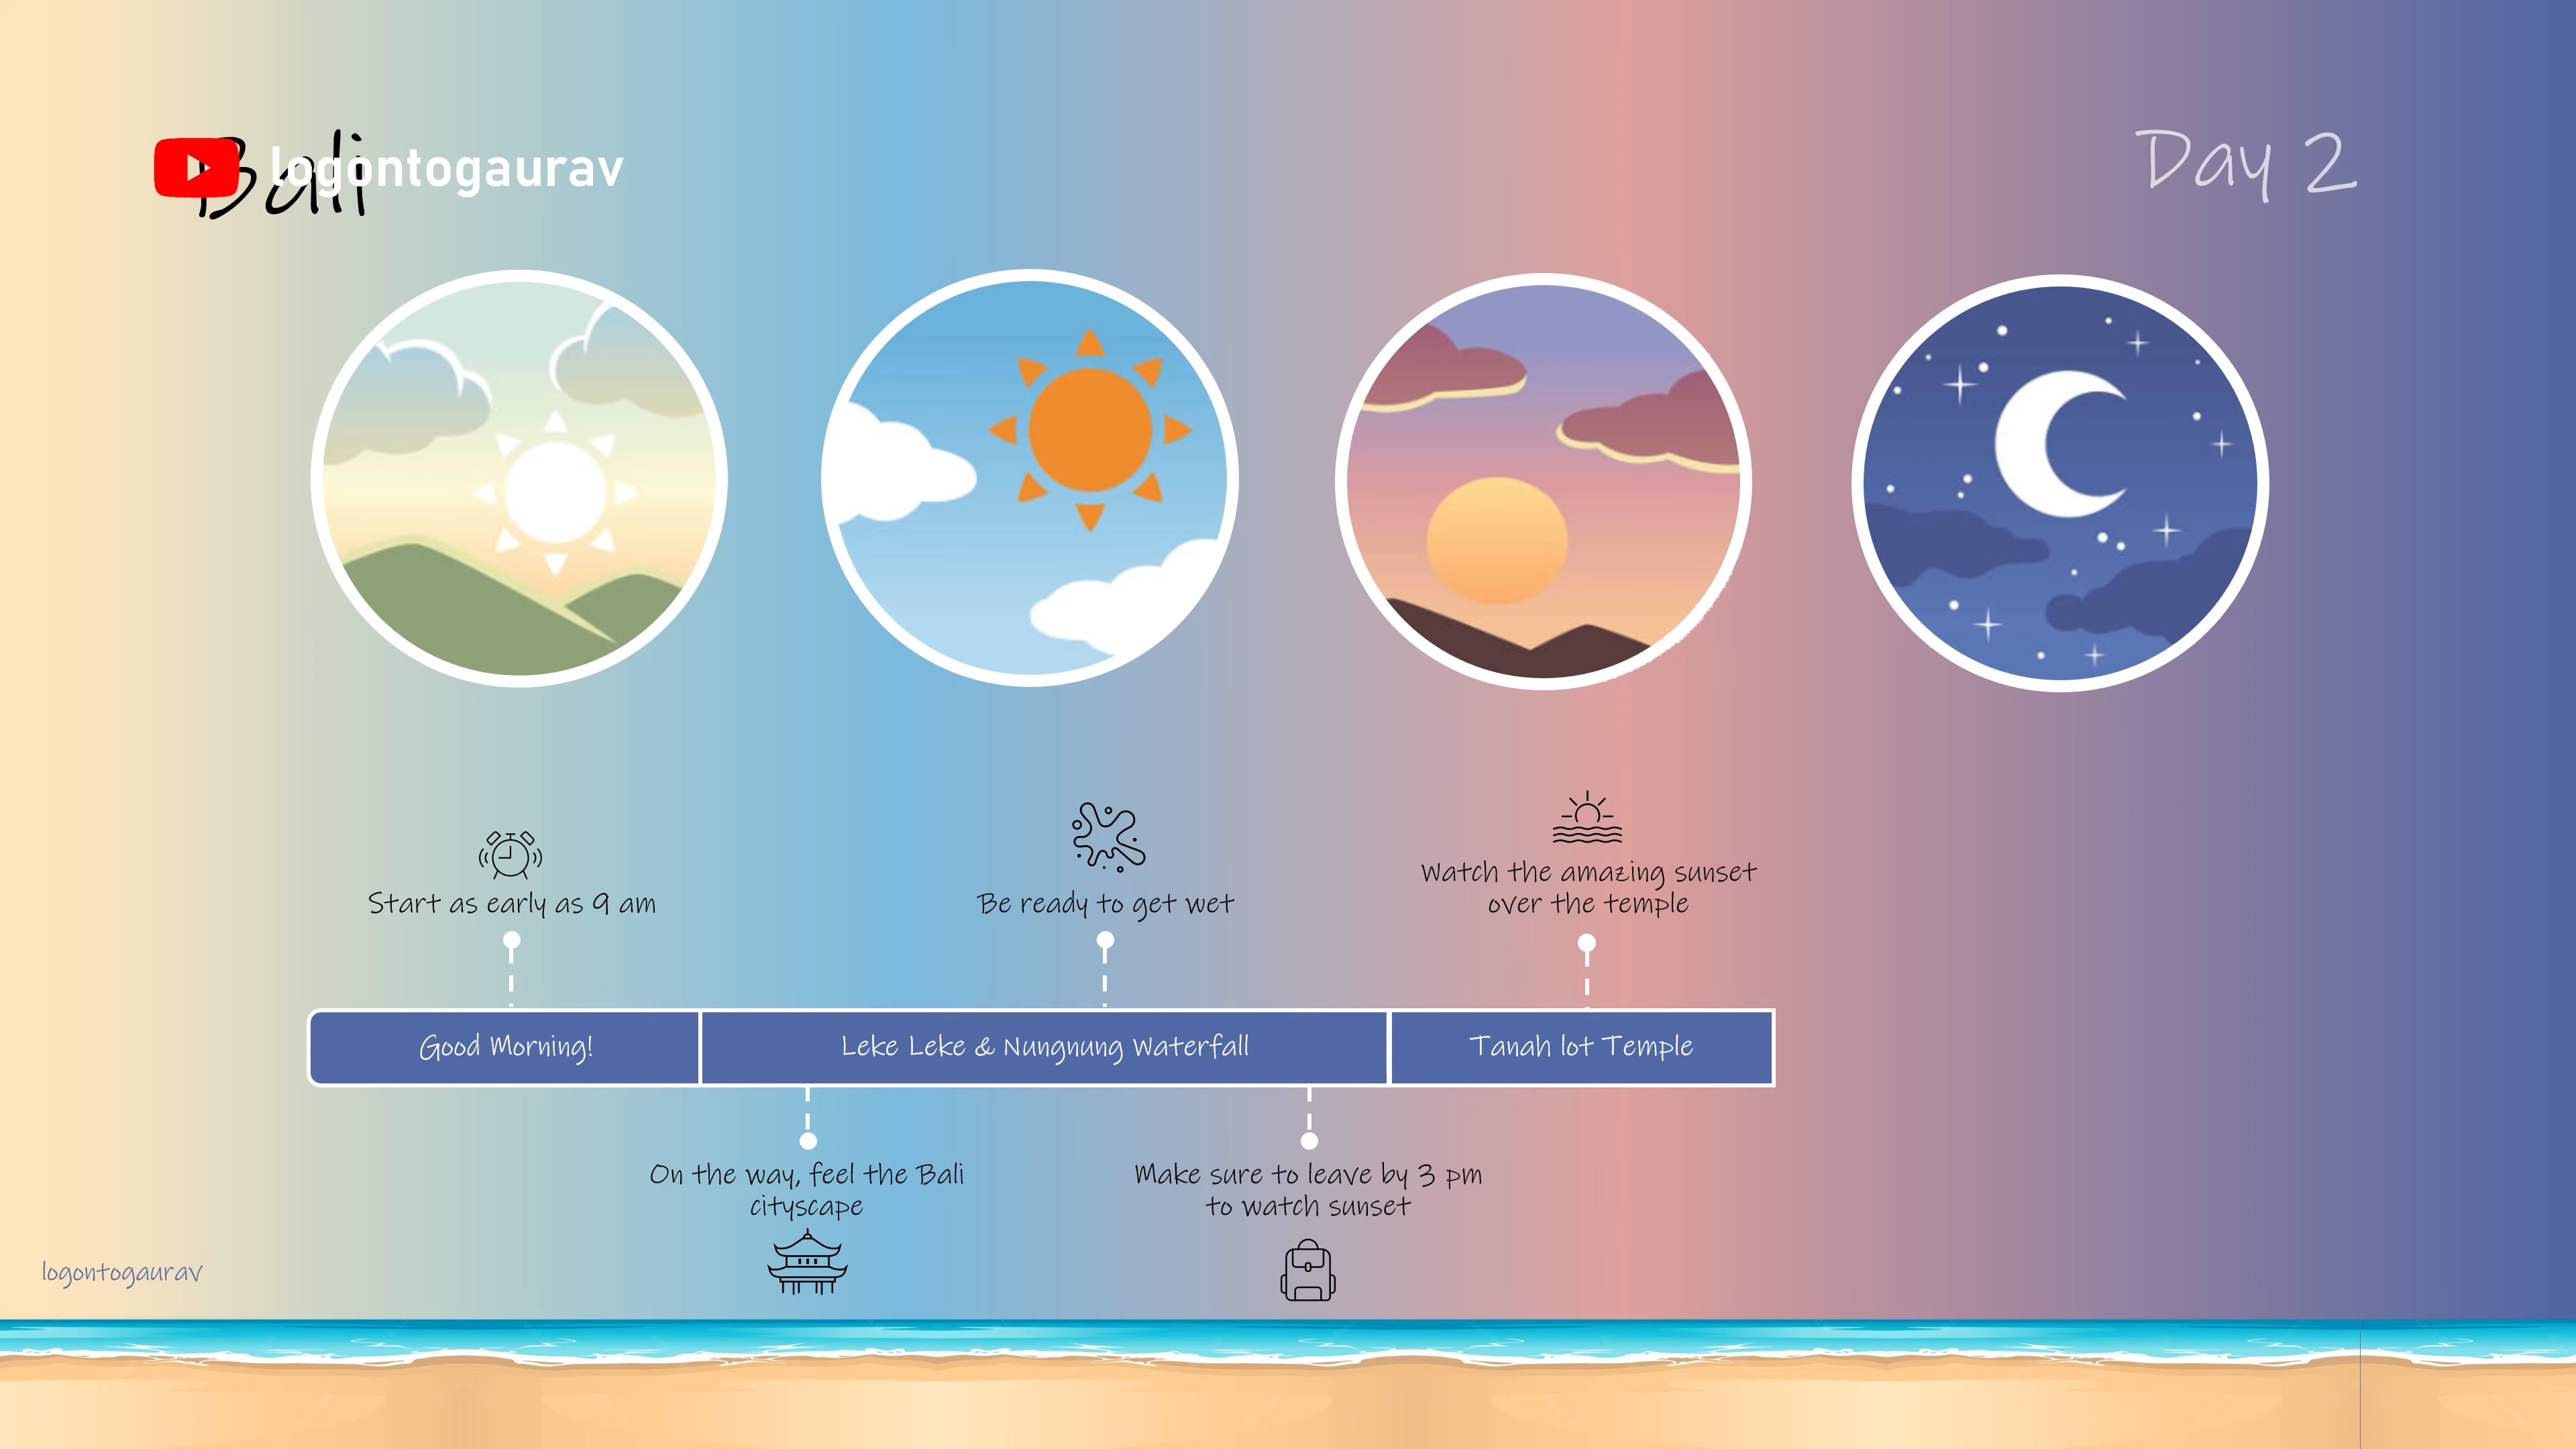 Bali
logontogaurav
Day 2
Start as early as 9 am
Be ready to get wet
Watch the amazing sunset
over the temple
Good Morning!
Leke Leke & Nungnung Waterfall
Tanah lot Temple
On the way, feel the Bali
cityscape
Make sure to leave by 3 pm
to watch sunset
logontogaurav